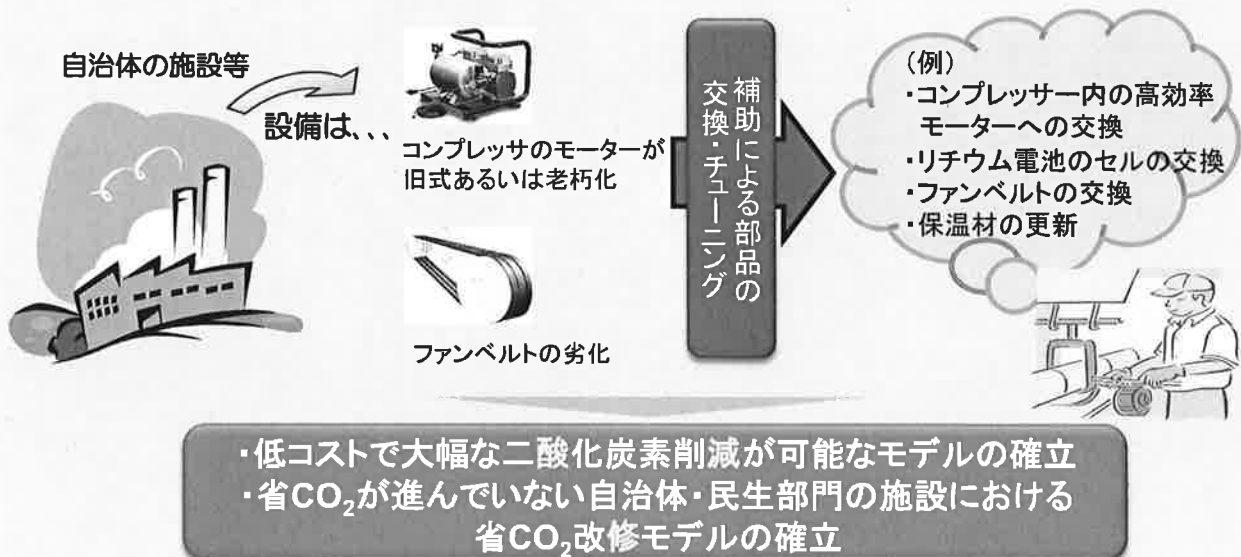 自治体の施設等
設備は、、、
コンプレッサのモーターが
旧式あるいは老朽化
ファンベルトの劣化
補助による部品の
交換・チューニング
(例)
・コンプレッサー内の高効率
モーターへの交換
・リチウム電池のセルの交換
・ファンベルトの交換
・保温材の更新
・低コストで大幅な二酸化炭素削減が可能なモデルの確立
・省CO₂が進んでいない自治体・民生部門の施設における
省CO₂改修モデルの確立